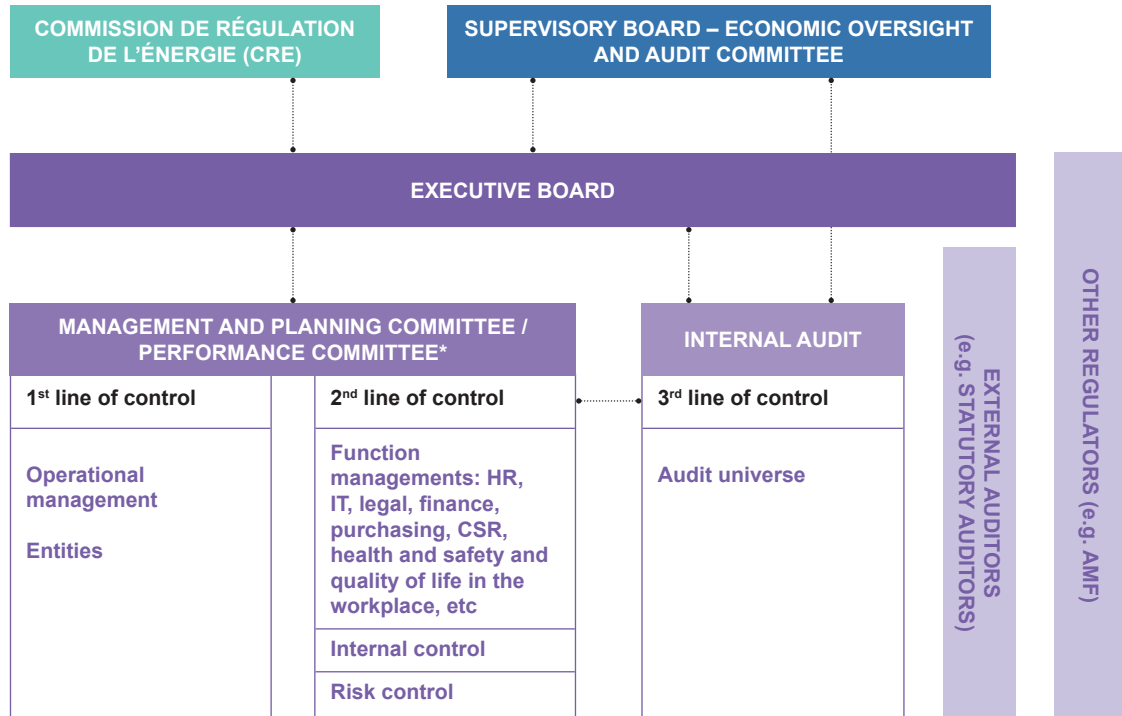 COMMISSION DE RÉGULATION
DE L’ÉNERGIE (CRE)
SUPERVISORY BOARD – ECONOMIC OVERSIGHT
AND AUDIT COMMITTEE
EXECUTIVE BOARD
MANAGEMENT AND PLANNING COMMITTEE /
PERFORMANCE COMMITTEE*
1st line of control
Operational
management
Entities
2nd line of control
Function
managements: HR,
IT, legal, finance,
purchasing, CSR,
health and safety and
quality of life in the
workplace, etc
Internal control
Risk control
INTERNAL AUDIT
3rd line of control
Audit universe
EXTERNAL AUDITORS
(e.g. STATUTORY AUDITORS)
OTHER REGULATORS (e.g. AMF)